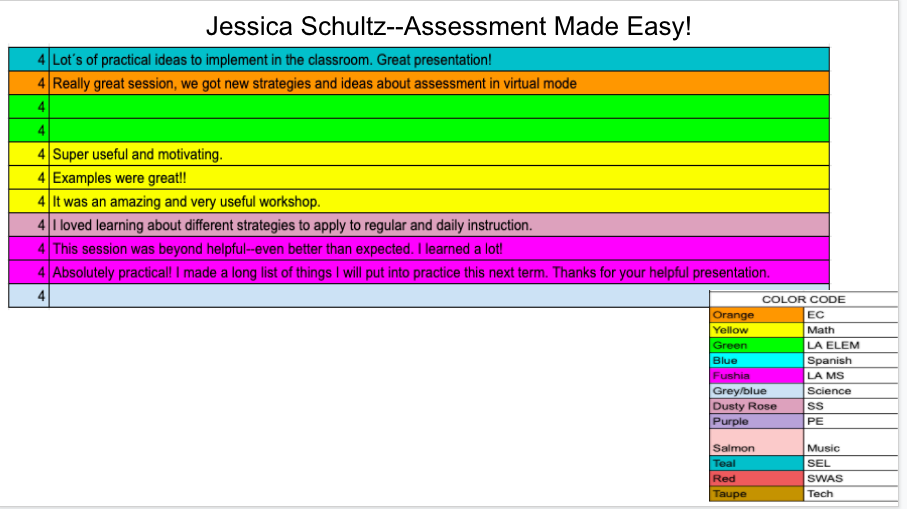 Jessica Schultz--Assessment Made Easy!
4 Lot´s of practical ideas to implement in the classroom. Great presentation!
4 Really great session, we got new strategies and ideas about assessment in virtual mode
4
4
4 Super useful and motivating.
4 Examples were great!!
4 It was an amazing and very useful workshop.
4 I loved learning about different strategies to apply to regular and daily instruction.
4 This session was beyond helpful--even better than expected. I learned a lot!
4 Absolutely practical! I made a long list of things I will put into practice this next term. Thanks for your helpful presentation.
4
COLOR CODE
Orange EC
Yellow Math
Green LA ELEM
Blue Spanish
Fushia LA MS
Grey/blue Science
Dusty Rose SS
Purple PE
Salmon Music
Teal SEL
Red SWAS
Taupe Tech